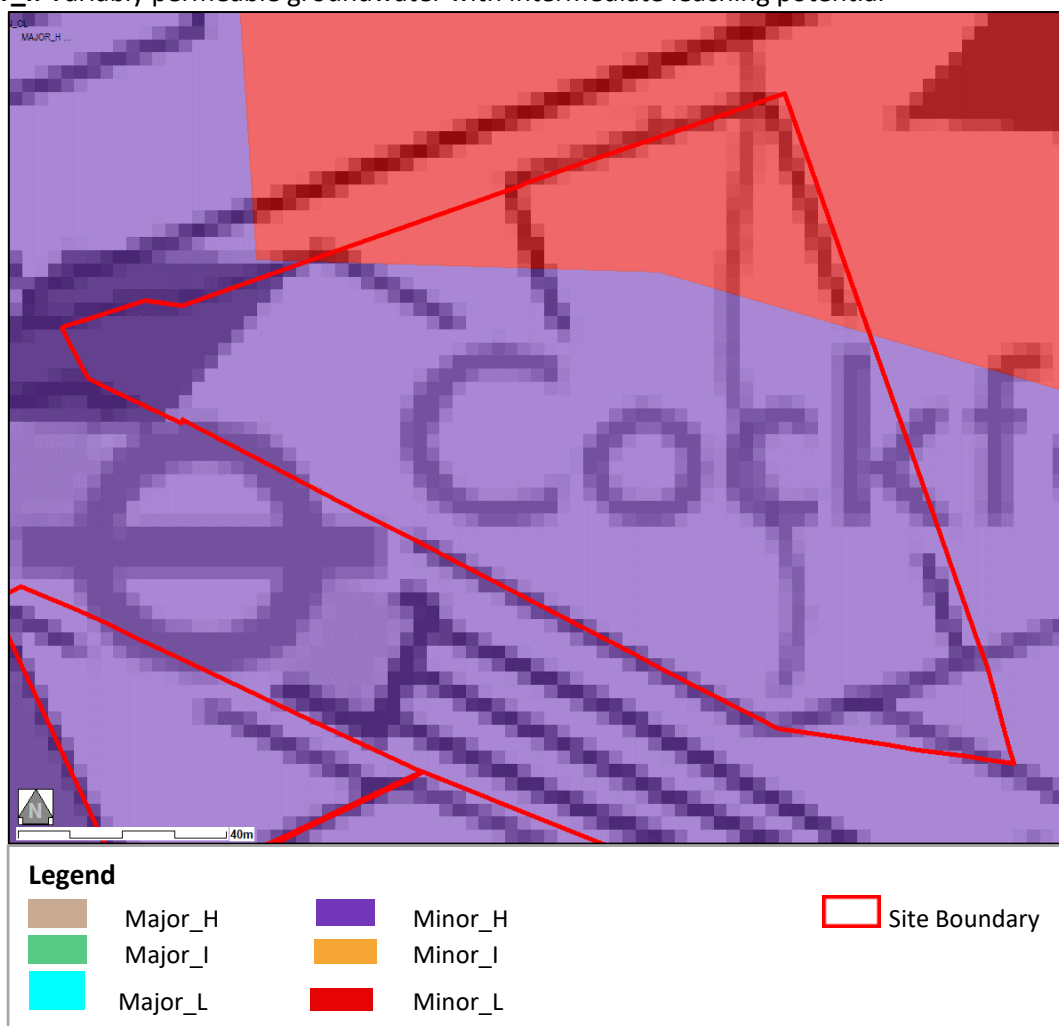 Variably permeable groundwater with intermediate leaching potential
MAJOR_H ...
Cockf
N
40m
Legend
Major_H
Minor_H
Site Boundary
Major_I
Minor_I
Major_L
Minor_L